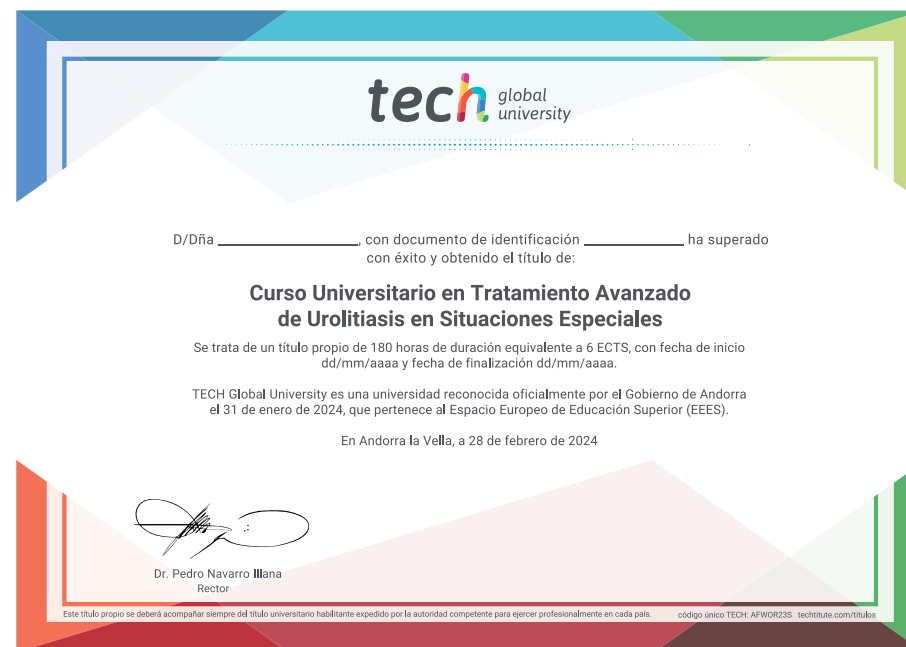 tech global university
D/Dña ________________, con documento de identificación ____________ ha superado
con éxito y obtenido el título de:
Curso Universitario en Tratamiento Avanzado
de Urolitiasis en Situaciones Especiales
Se trata de un título propio de 180 horas de duración equivalente a 6 ECTS, con fecha de inicio
dd/mm/aaaa y fecha de finalización dd/mm/aaaa.
TECH Global University es una universidad reconocida oficialmente por el Gobierno de Andorra
el 31 de enero de 2024, que pertenece al Espacio Europeo de Educación Superior (EEES).
En Andorra la Vella, a 28 de febrero de 2024
Dr. Pedro Navarro Illana
Rector
Este título propio se deberá acompañar siempre del título universitario habilitante expedido por la autoridad competente para ejercer profesionalmente en cada país. código único TECH: AFWOR23S techtitute.com/titulos